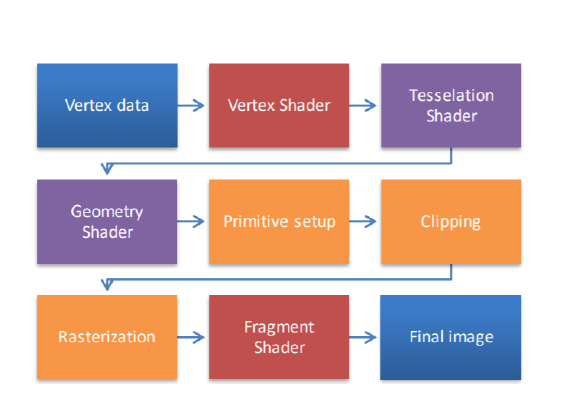 Vertex data
Vertex Shader
Tesselation
Shader
Geometry
Shader
Primitive setup
Clipping
Rasterization
Fragment
Shader
Final image